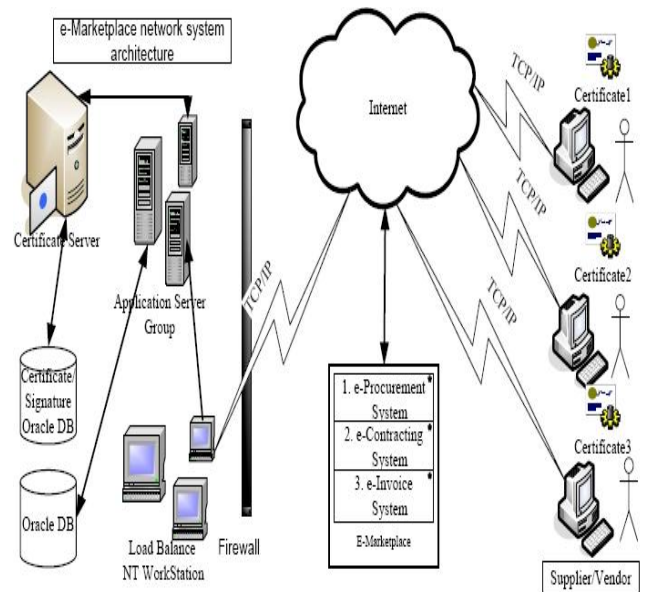 e-Marketplace network system
architecture
Certificate Server
Application Server
Group
Certificate/
Signature
Oracle DB
Oracle DB
Load Balance
NT WorkStation
Firewall
TCP/IP
Internet
1. e-Procurement*
System
2. e-Contracting*
System
3. e-Invoice*
System
E-Marketplace
TCP/IP
Certificate1
TCP/IP
Certificate2
TCP/IP
Certificate3
Supplier/Vendor